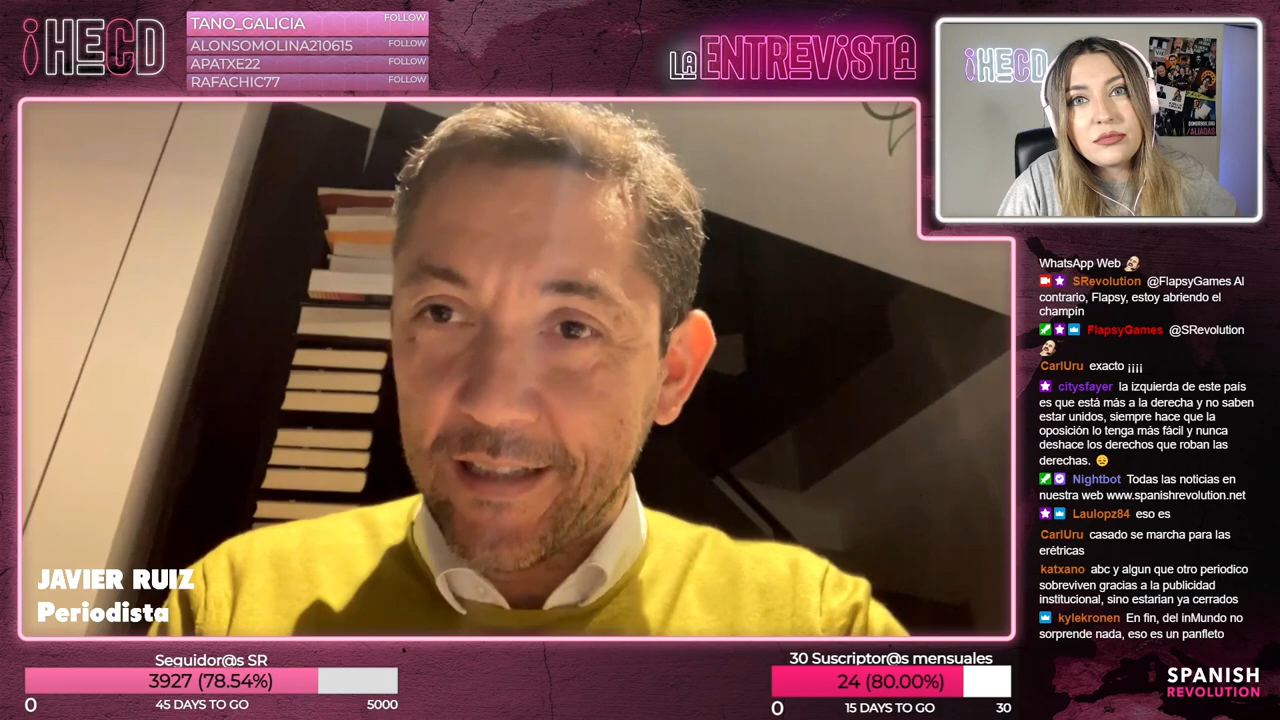 ¡HECD
TANO_GALICIA FOLLOW
ALONSOMOLINA210615 FOLLOW
APATXE22 FOLLOW
RAFACHIC77 FOLLOW
LA ENTREVISTA
¡HECD
/ALIADAS
JAVIER RUIZ
Periodista
WhatsApp Web
SRevolution @FlapsyGames Al
contrario, Flapsy, estoy abriendo el
champín
FlapsyGames @SRevolution
CarlUru exacto ¡¡¡¡
citysfayer la izquierda de este país
es que está más a la derecha y no saben
estar unidos, siempre hace que la
oposición lo tenga más fácil y nunca
deshace los derechos que roban las
derechas.
Nightbot Todas las noticias en
nuestra web www.spanishrevolution.net
Laulopz84 eso es
CarlUru casado se marcha para las
erétricas
katxano abc y algun que otro periodico
sobreviven gracias a la publicidad
institucional, sino estarian ya cerrados
kylekronen En fin, del inMundo no
sorprende nada, eso es un panfleto
Seguidor@s SR
3927 (78.54%)
0 45 DAYS TO GO 5000
30 Suscriptor@s mensuales
24 (80.00%)
0 15 DAYS TO GO 30
SPANISH
REVOLUTION